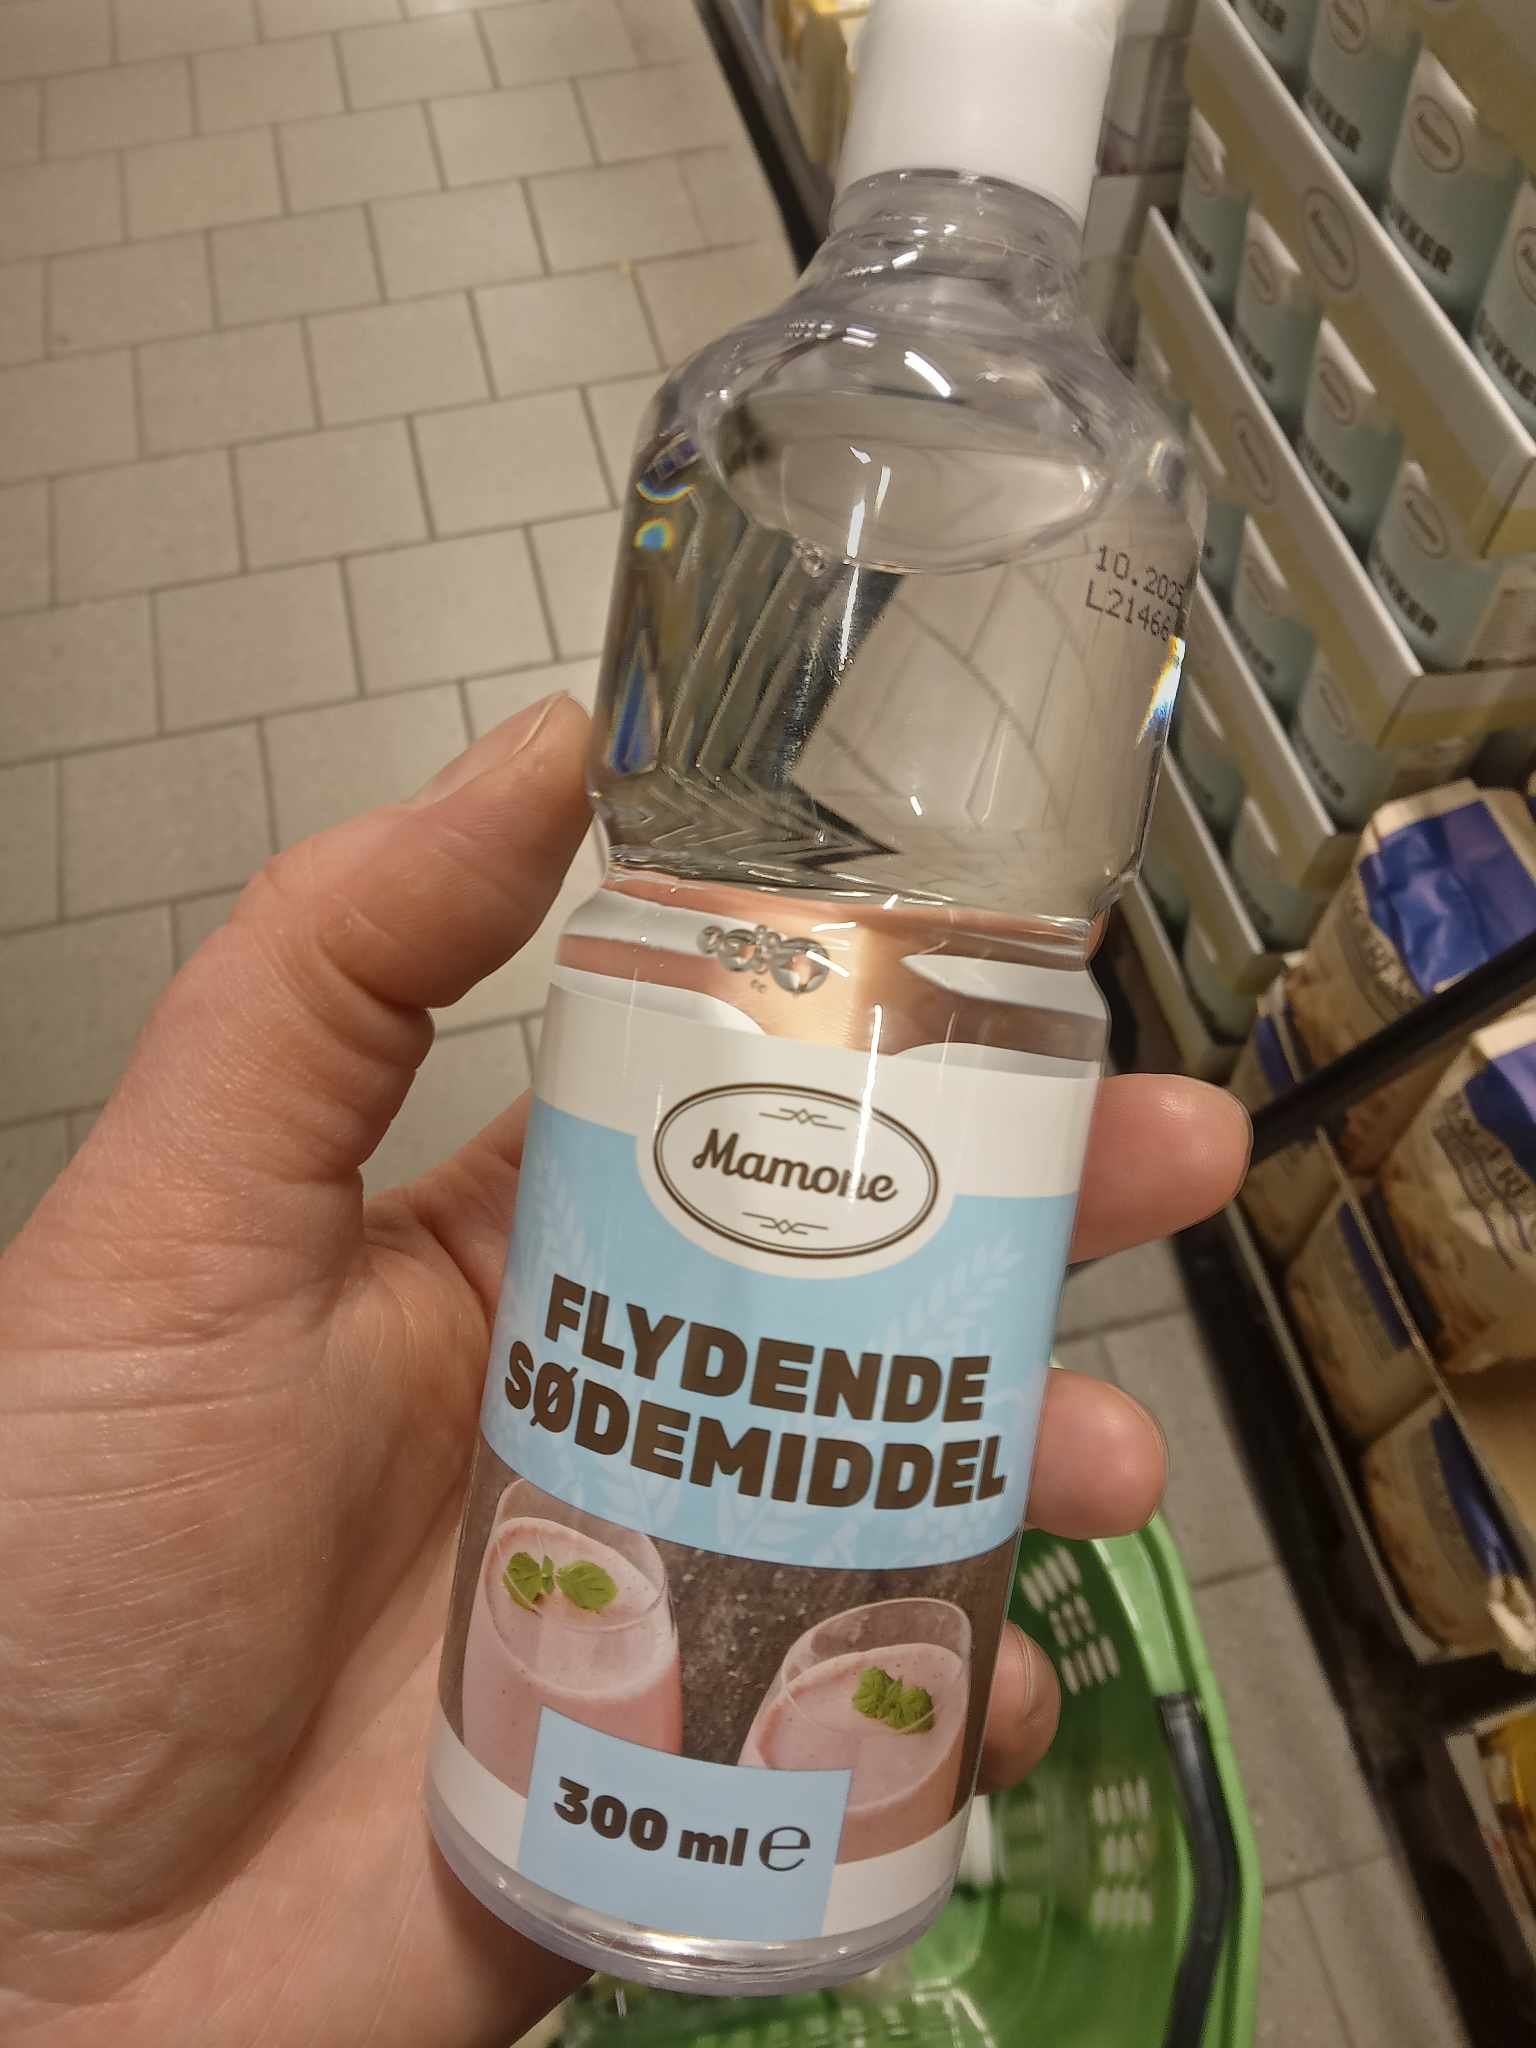 10.2025
L21466
Mamone
FLYDENDE
SØDEMIDDEL
300 ml e